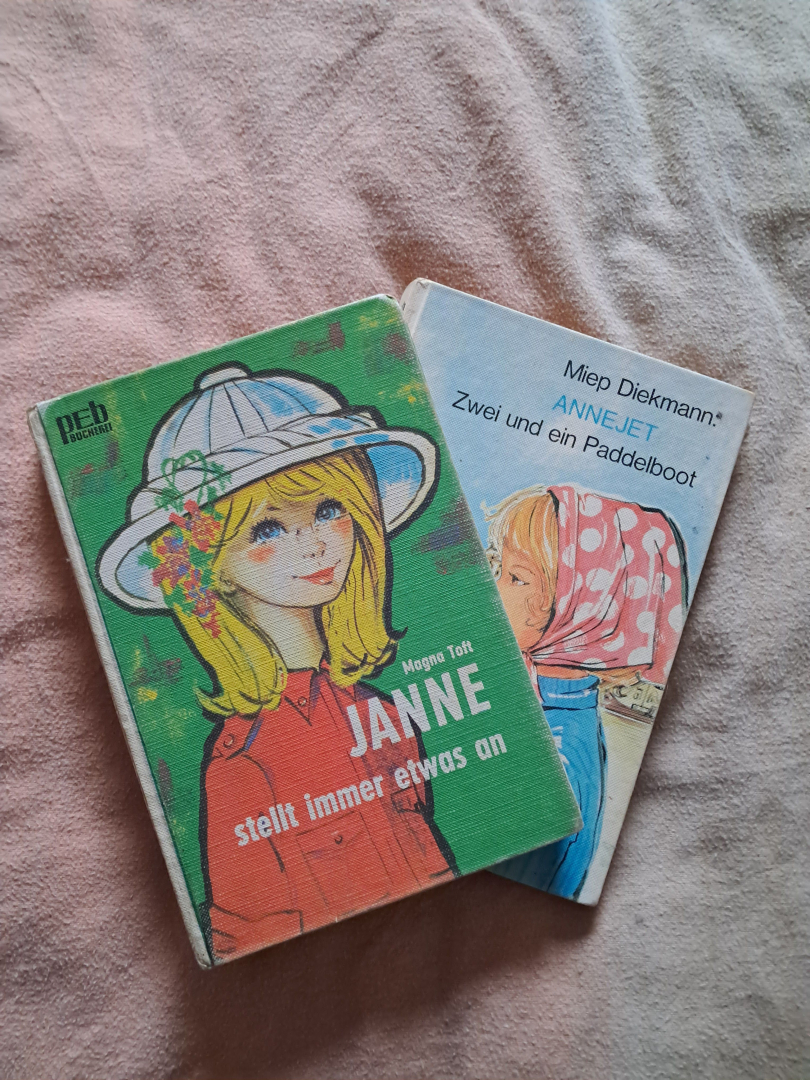 pEb
BÜCHEREI
Magna Toft
JANNE
stellt immer etwas an
Miep Diekmann:
ANNEJET
Zwei und ein Paddelboot